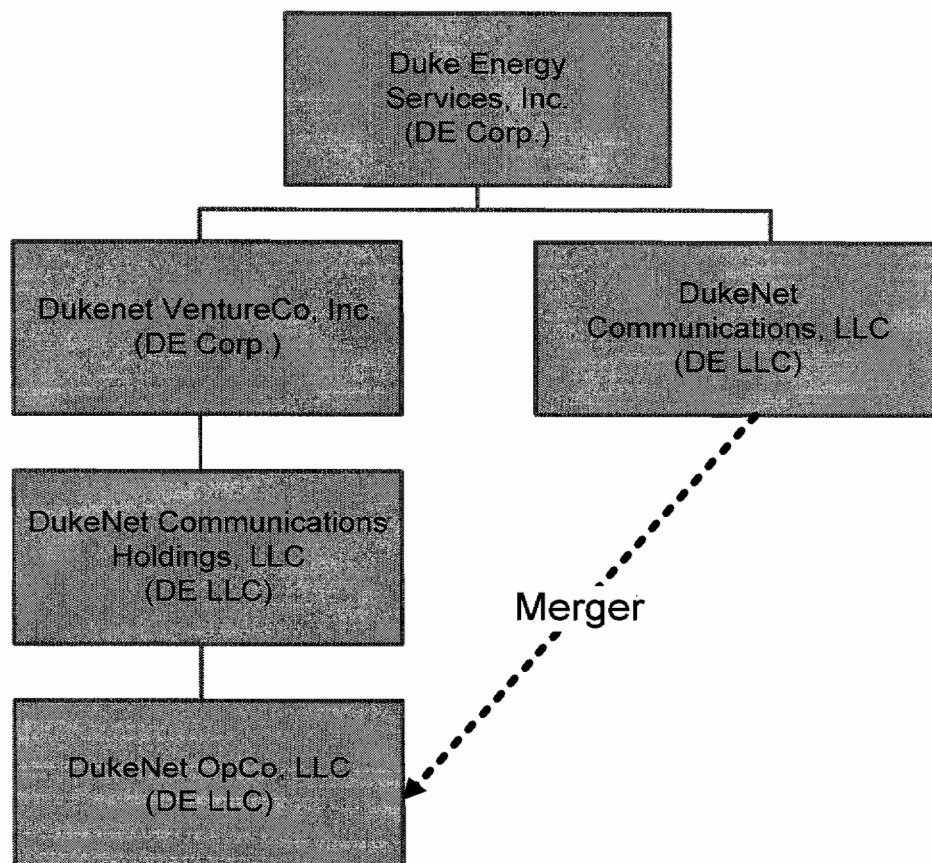 Duke Energy
Services, Inc.
(DE Corp.)
Dukenet VentureCo, Inc.
(DE Corp.)
DukeNet
Communications, LLC
(DE LLC)
DukeNet Communications
Holdings, LLC
(DE LLC)
Merger
DukeNet OpCo, LLC
(DE LLC)